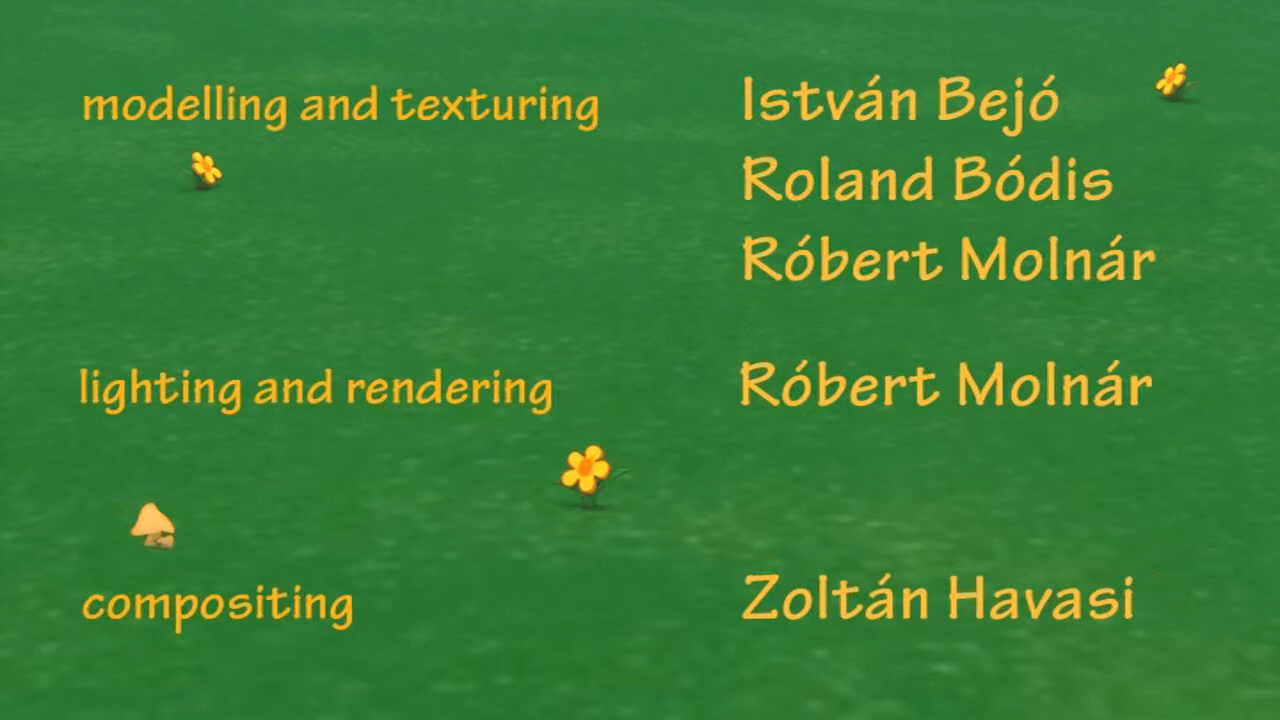 modelling and texturing István Bejó
Roland Bódis
Róbert Molnár
lighting and rendering Róbert Molnár
compositing Zoltán Havasi